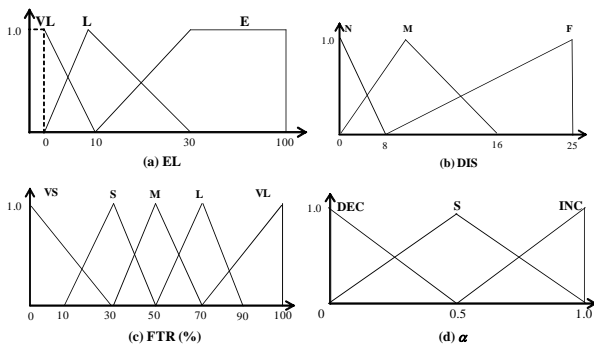 VL L E
1.0
0 10 30 100
(a) EL
N M F
1.0
0 8 16 25
(b) DIS
VS S M L VL
1.0
0 10 30 50 70 90 100
(c) FTR (%)
DEC S INC
1.0
0 0.5 1.0
(d) α